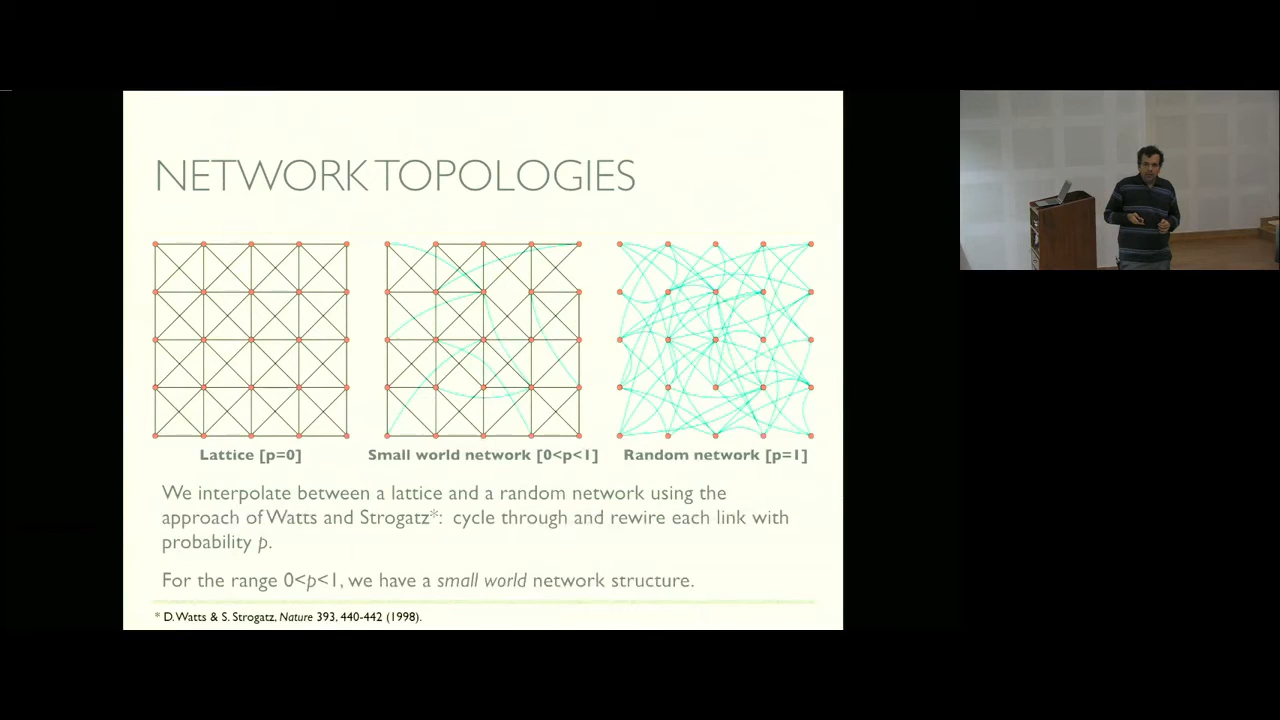 NETWORK TOPOLOGIES
Lattice [p=0]
Small world network [0<p<1]
Random network [p=1]
We interpolate between a lattice and a random network using the
approach of Watts and Strogatz*: cycle through and rewire each link with
probability p.
For the range 0<p<1, we have a small world network structure.
* D. Watts & S. Strogatz, Nature 393, 440-442 (1998).